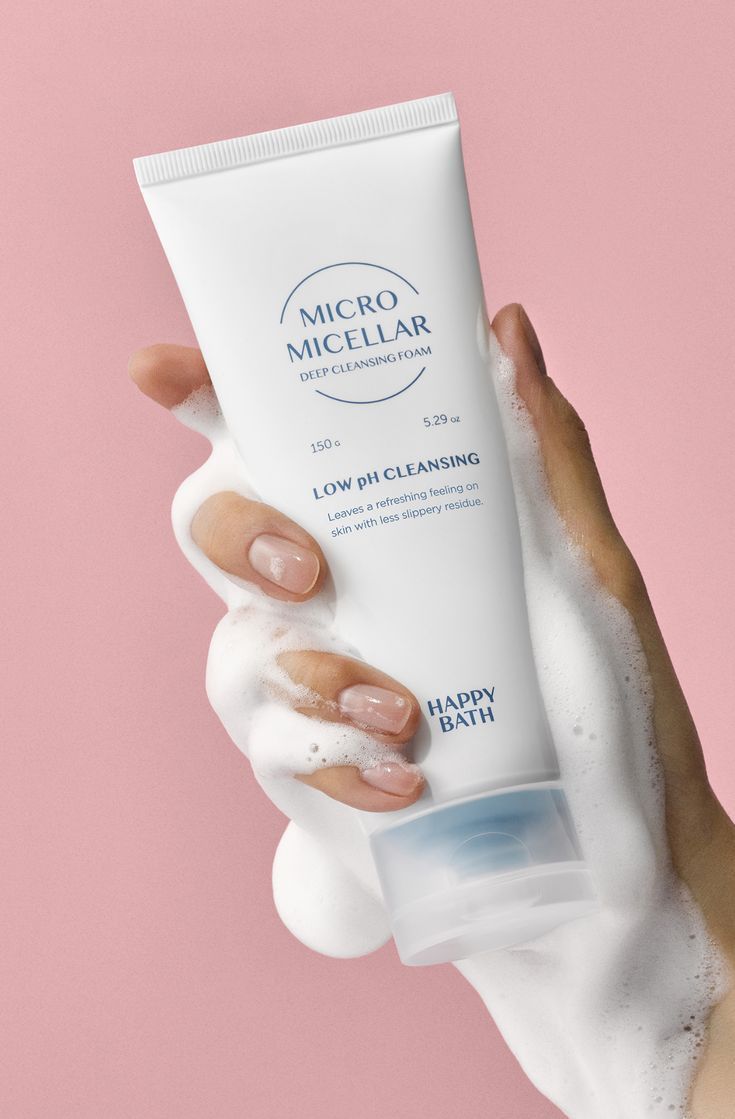 MICRO
MICELLAR
DEEP CLEANSING FOAM
150 G
5.29 oz
LOW pH CLEANSING
Leaves a refreshing feeling on
skin with less slippery residue.
HAPPY
BATH